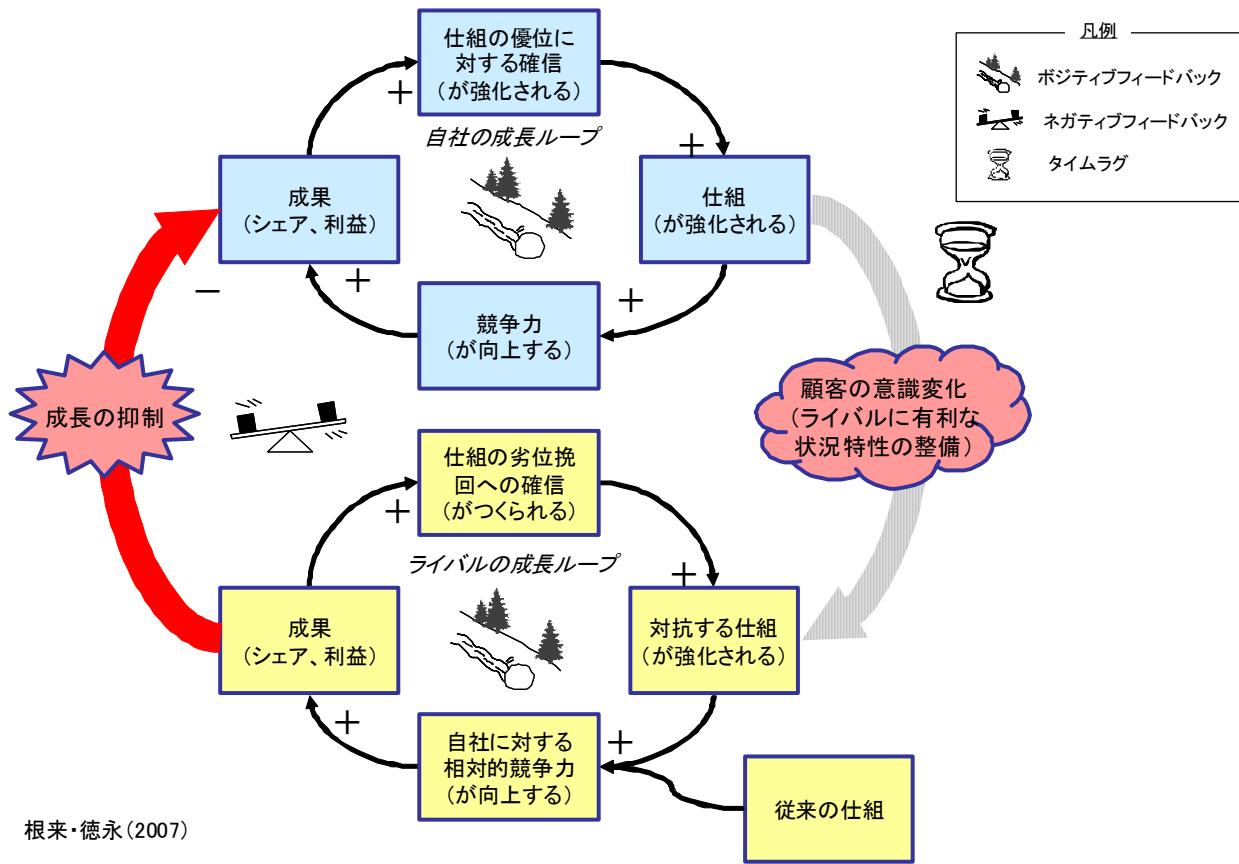 仕組の優位に
対する確信
(が強化される)
凡例
ボジティブフィードバック
ネガティブフィードバック
タイムラグ
+
自社の成長ループ
+
成果
(シェア、利益)
仕組
(が強化される)
−
+
+
競争力
(が向上する)
成長の抑制
顧客の意識変化
(ライバルに有利な
状況特性の整備)
仕組の劣位挽
回への確信
(がつくられる)
+
ライバルの成長ループ
+
成果
(シェア、利益)
対抗する仕組
(が強化される)
+
+
自社に対する
相対的競争力
(が向上する)
従来の仕組
根来・徳永(2007)